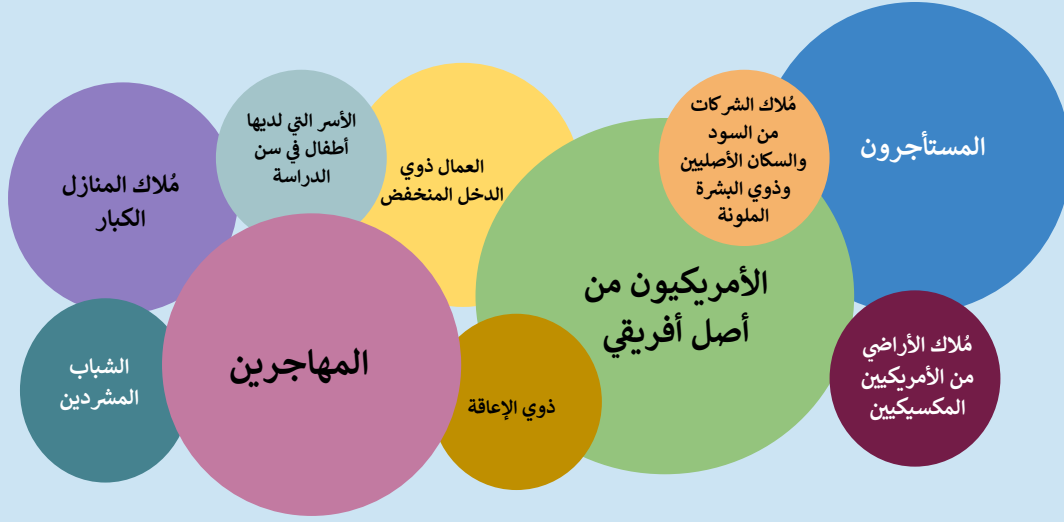 المستأجرون
مُلاك الشركات
من السود
والسكان الأصليين
وذوي البشرة
الملونة
العمال ذوي
الدخل المنخفض
الأسر التي لديها
أطفال في سن
الدراسة
مُلاك المنازل
الكبار
الأمريكيون من
أصل أفريقي
مُلاك الأراضي
من الأمريكيين
المكسيكيين
ذوي الإعاقة
المهاجرين
الشباب
المشردين